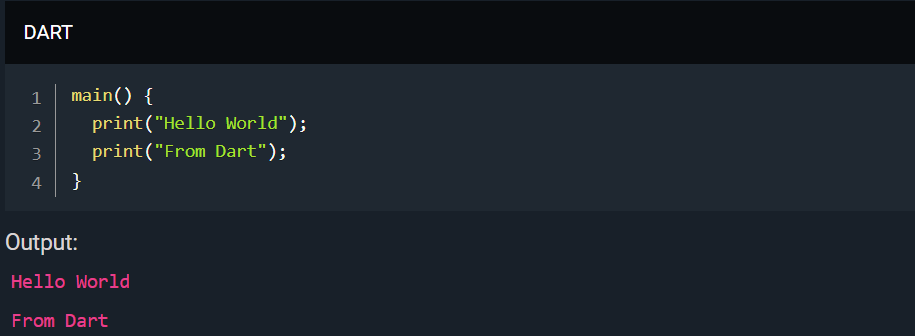 DART
1 main() {
2 print("Hello World");
3 print("From Dart");
4 }
Output:
Hello World
From Dart